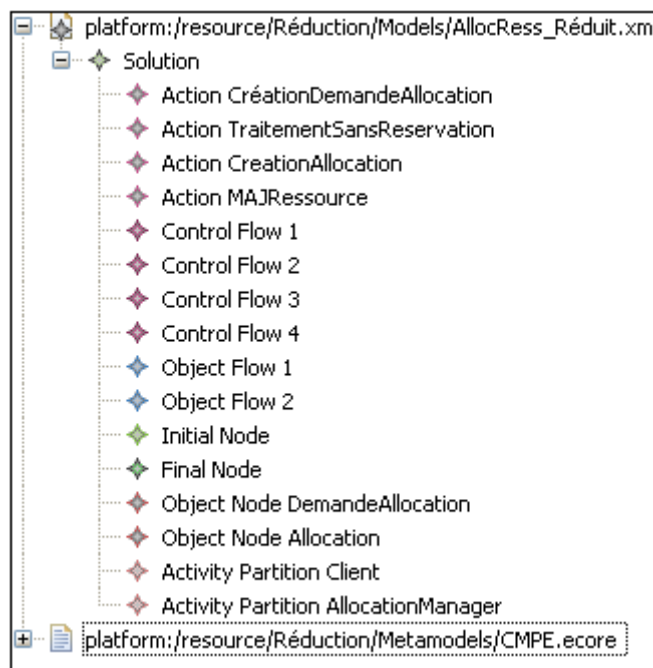 platform:/resource/Réduction/Models/AllocRess_Réduit.xm
Solution
Action CréationDemandeAllocation
Action TraitementSansReservation
Action CreationAllocation
Action MAJRessource
Control Flow 1
Control Flow 2
Control Flow 3
Control Flow 4
Object Flow 1
Object Flow 2
Initial Node
Final Node
Object Node DemandeAllocation
Object Node Allocation
Activity Partition Client
Activity Partition AllocationManager
platform:/resource/Réduction/Metamodels/CMPE.ecore